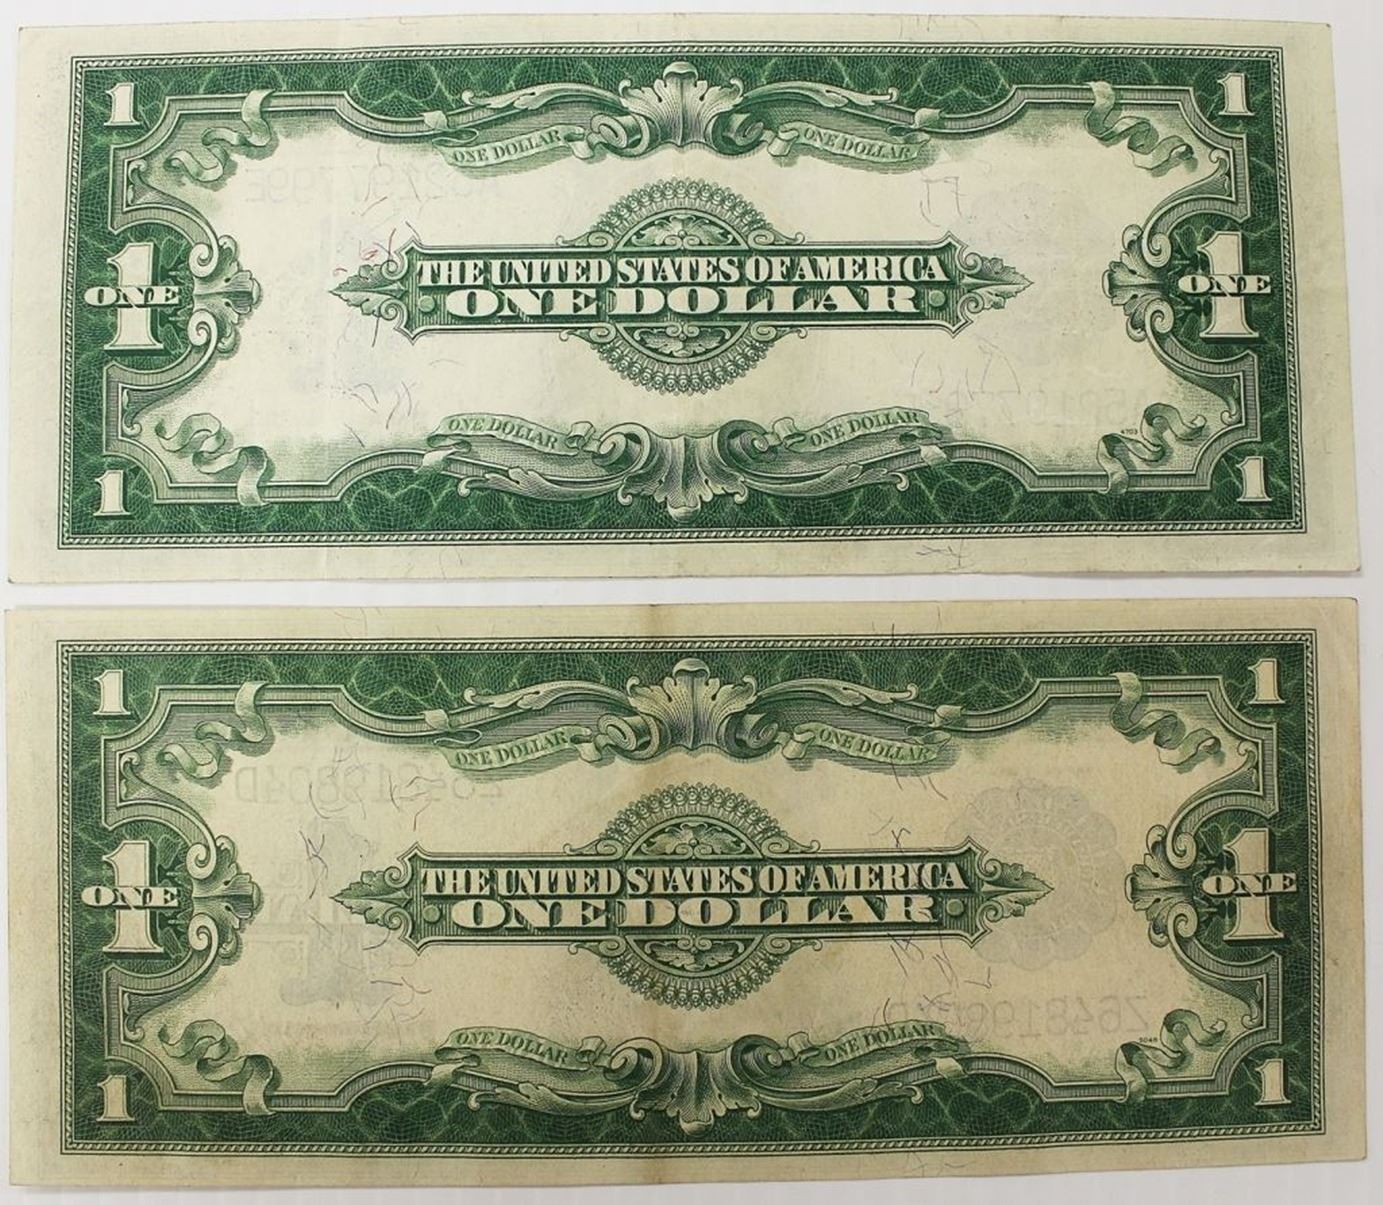 1 1
ONE DOLLAR ONE DOLLAR
ONE THE UNITED STATES OF AMERICA ONE
1 ONE DOLLAR 1
ONE DOLLAR ONE DOLLAR
4703
1 1
1 1
ONE DOLLAR ONE DOLLAR
ONE THE UNITED STATES OF AMERICA ONE
1 ONE DOLLAR 1
ONE DOLLAR ONE DOLLAR
5048
1 1